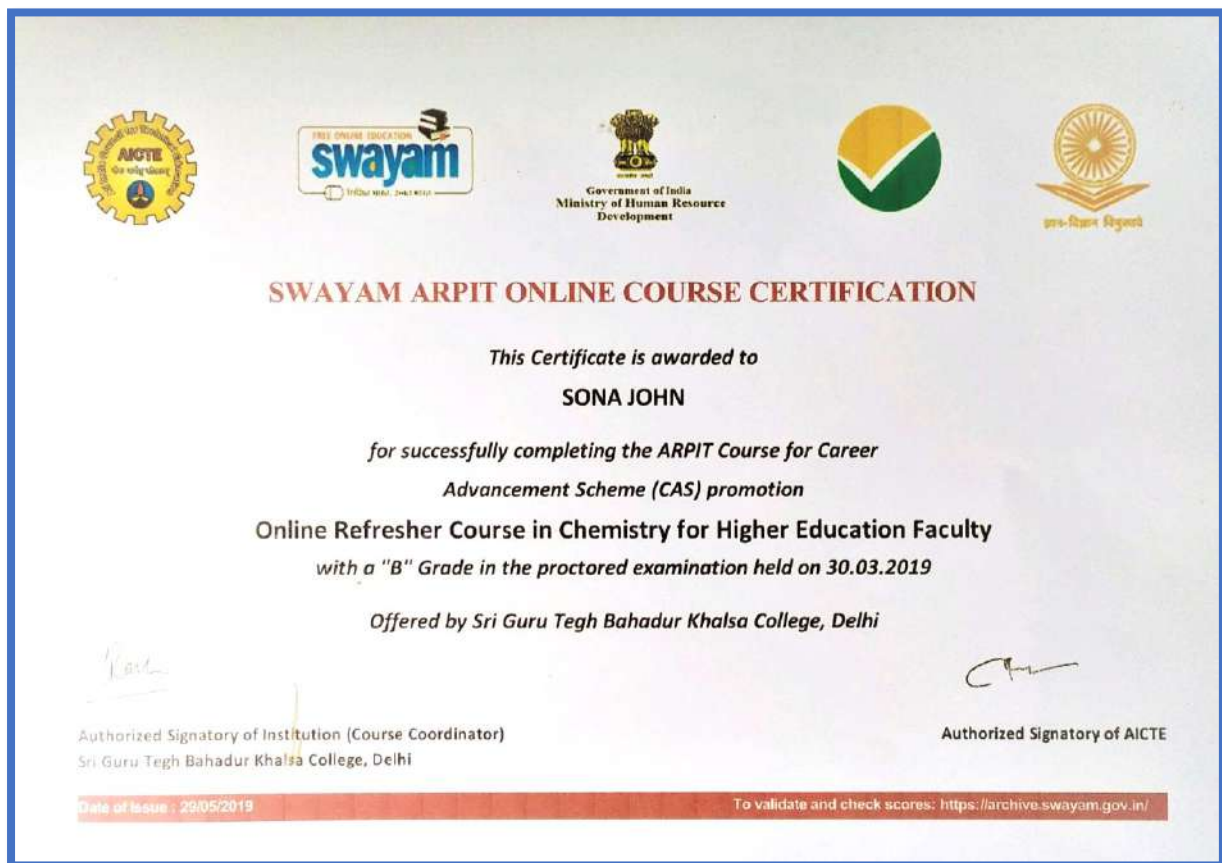 AICTE
FREE ONLINE EDUCATION
swayam
Government of India
Ministry of Human Resource
Development
SWAYAM ARPIT ONLINE COURSE CERTIFICATION
This Certificate is awarded to
SONA JOHN
for successfully completing the ARPIT Course for Career
Advancement Scheme (CAS) promotion
Online Refresher Course in Chemistry for Higher Education Faculty
with a "B" Grade in the proctored examination held on 30.03.2019
Offered by Sri Guru Tegh Bahadur Khalsa College, Delhi
Authorized Signatory of Institution (Course Coordinator)
Sri Guru Tegh Bahadur Khalsa College, Delhi
Authorized Signatory of AICTE
Date of Issue : 29/05/2019
To validate and check scores: https://archive.swayam.gov.in/